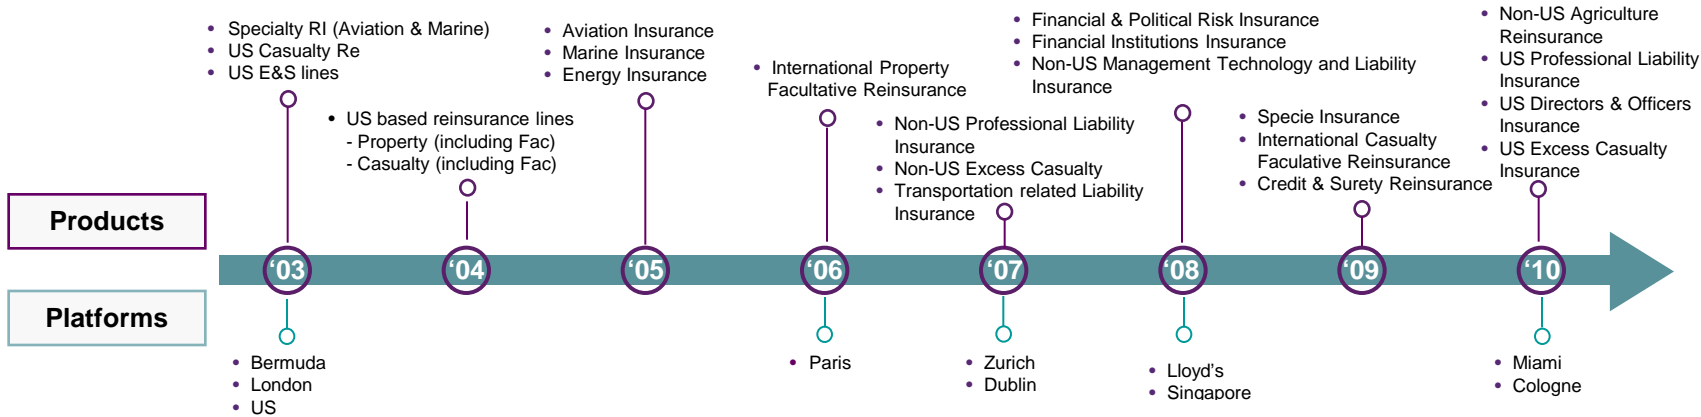 • Specialty RI (Aviation & Marine)
• US Casualty Re
• US E&S lines
• US based reinsurance lines
- Property (including Fac)
- Casualty (including Fac)
• Aviation Insurance
• Marine Insurance
• Energy Insurance
• International Property
Facultative Reinsurance
• Non-US Professional Liability
Insurance
• Non-US Excess Casualty
• Transportation related Liability
Insurance
• Financial & Political Risk Insurance
• Financial Institutions Insurance
• Non-US Management Technology and Liability
Insurance
• Specie Insurance
• International Casualty
Faculative Reinsurance
• Credit & Surety Reinsurance
• Non-US Agriculture
Reinsurance
• US Professional Liability
Insurance
• US Directors & Officers
Insurance
• US Excess Casualty
Insurance
Products
‘03
‘04
‘05
‘06
‘07
‘08
‘09
‘10
Platforms
• Bermuda
• London
• US
• Paris
• Zurich
• Dublin
• Lloyd’s
• Singapore
• Miami
• Cologne